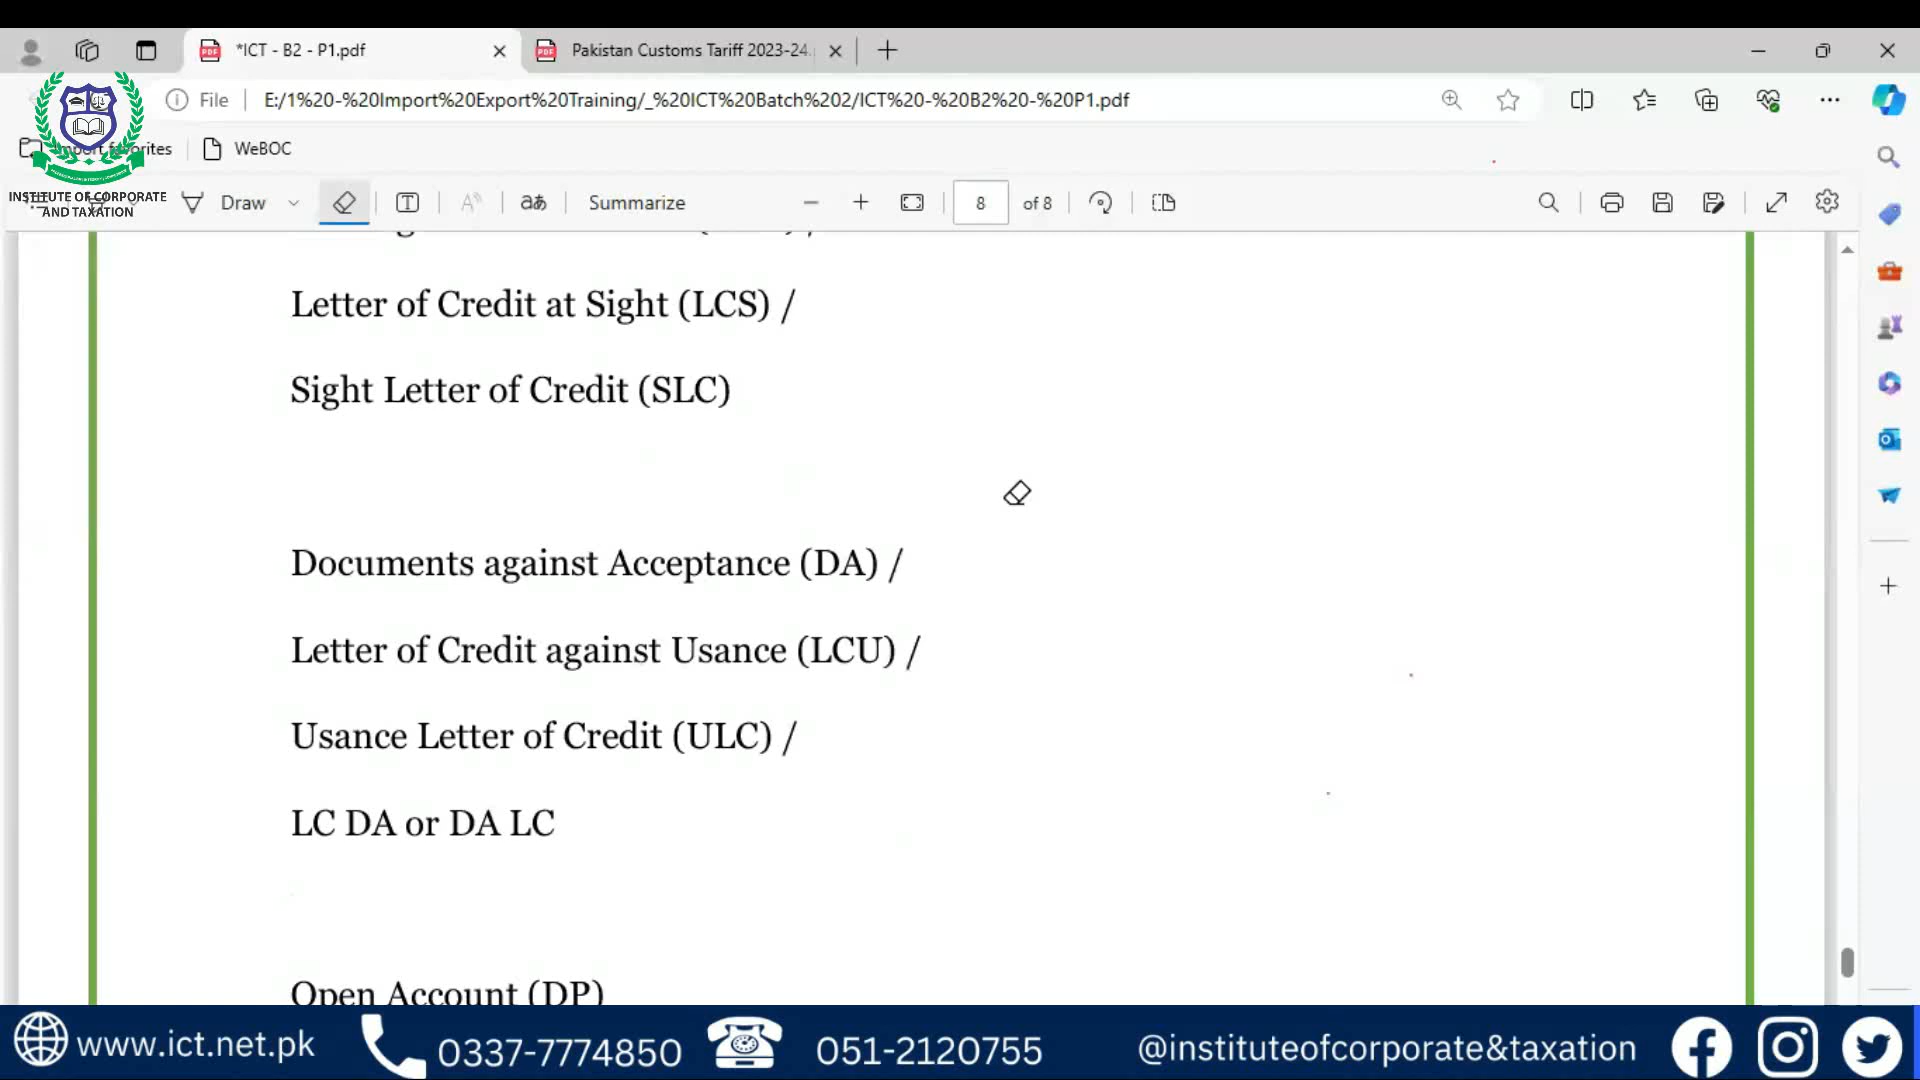 *ICT - B2 - P1.pdf
Pakistan Customs Tariff 2023-24.
File
E:/1%20-%20Import%20Export%20Training/_%20ICT%20Batch%202/ICT%20-%20B2%20-%20P1.pdf
Import favorites
WeBOC
INSTITUTE OF CORPORATE
AND TAXATION
Draw
Summarize
8 of 8
Letter of Credit at Sight (LCS) /
Sight Letter of Credit (SLC)
Documents against Acceptance (DA) /
Letter of Credit against Usance (LCU) /
Usance Letter of Credit (ULC) /
LC DA or DA LC
Open Account (DP)
www.ict.net.pk
0337-7774850
051-2120755
@instituteofcorporate&taxation